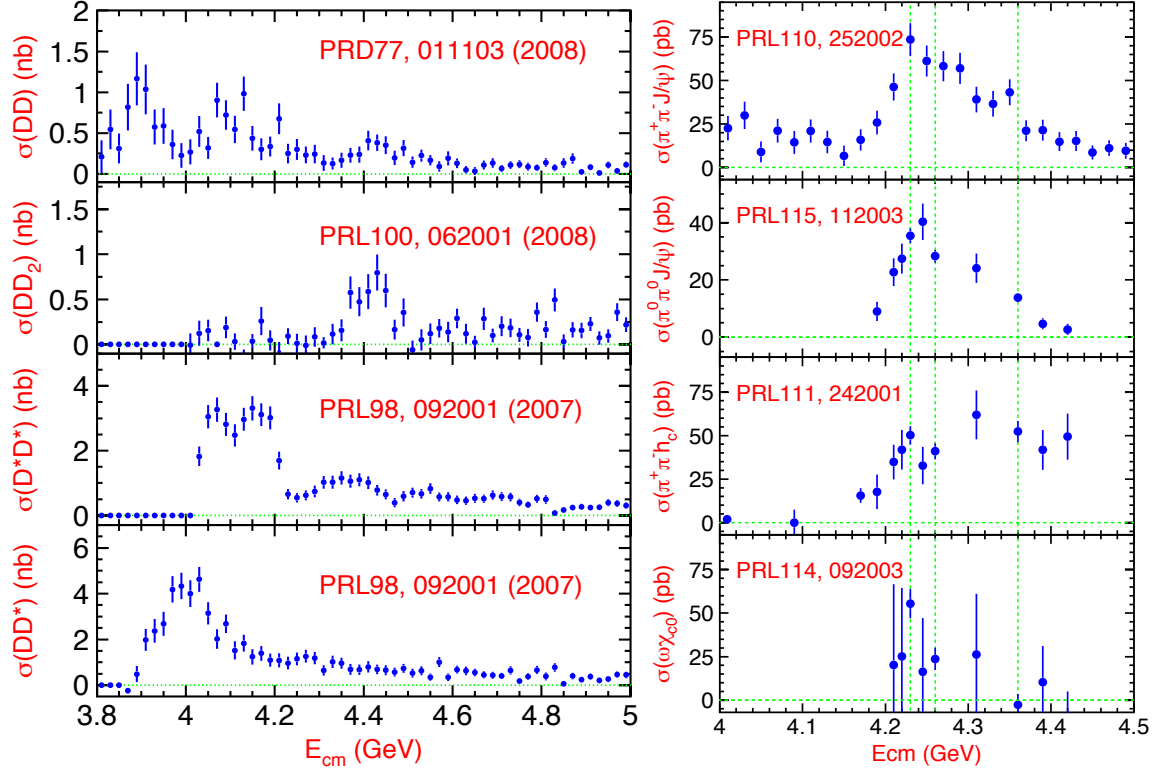 σ(DD) (nb)
2
1.5
1
0.5
0
PRD77, 011103 (2008)
σ(DD₂) (nb)
1.5
1
0.5
0
PRL100, 062001 (2008)
σ(D*D*) (nb)
4
2
0
PRL98, 092001 (2007)
σ(DD*) (nb)
6
4
2
0
PRL98, 092001 (2007)
3.8 4 4.2 4.4 4.6 4.8 5
E_cm (GeV)
σ(π⁺π⁻J/ψ) (pb)
75
50
25
0
PRL110, 252002
σ(π⁰π⁰J/ψ) (pb)
40
20
0
PRL115, 112003
σ(π⁺π⁻h_c) (pb)
75
50
25
0
PRL111, 242001
σ(ωχ_c0) (pb)
75
50
25
0
PRL114, 092003
4 4.1 4.2 4.3 4.4 4.5
Ecm (GeV)